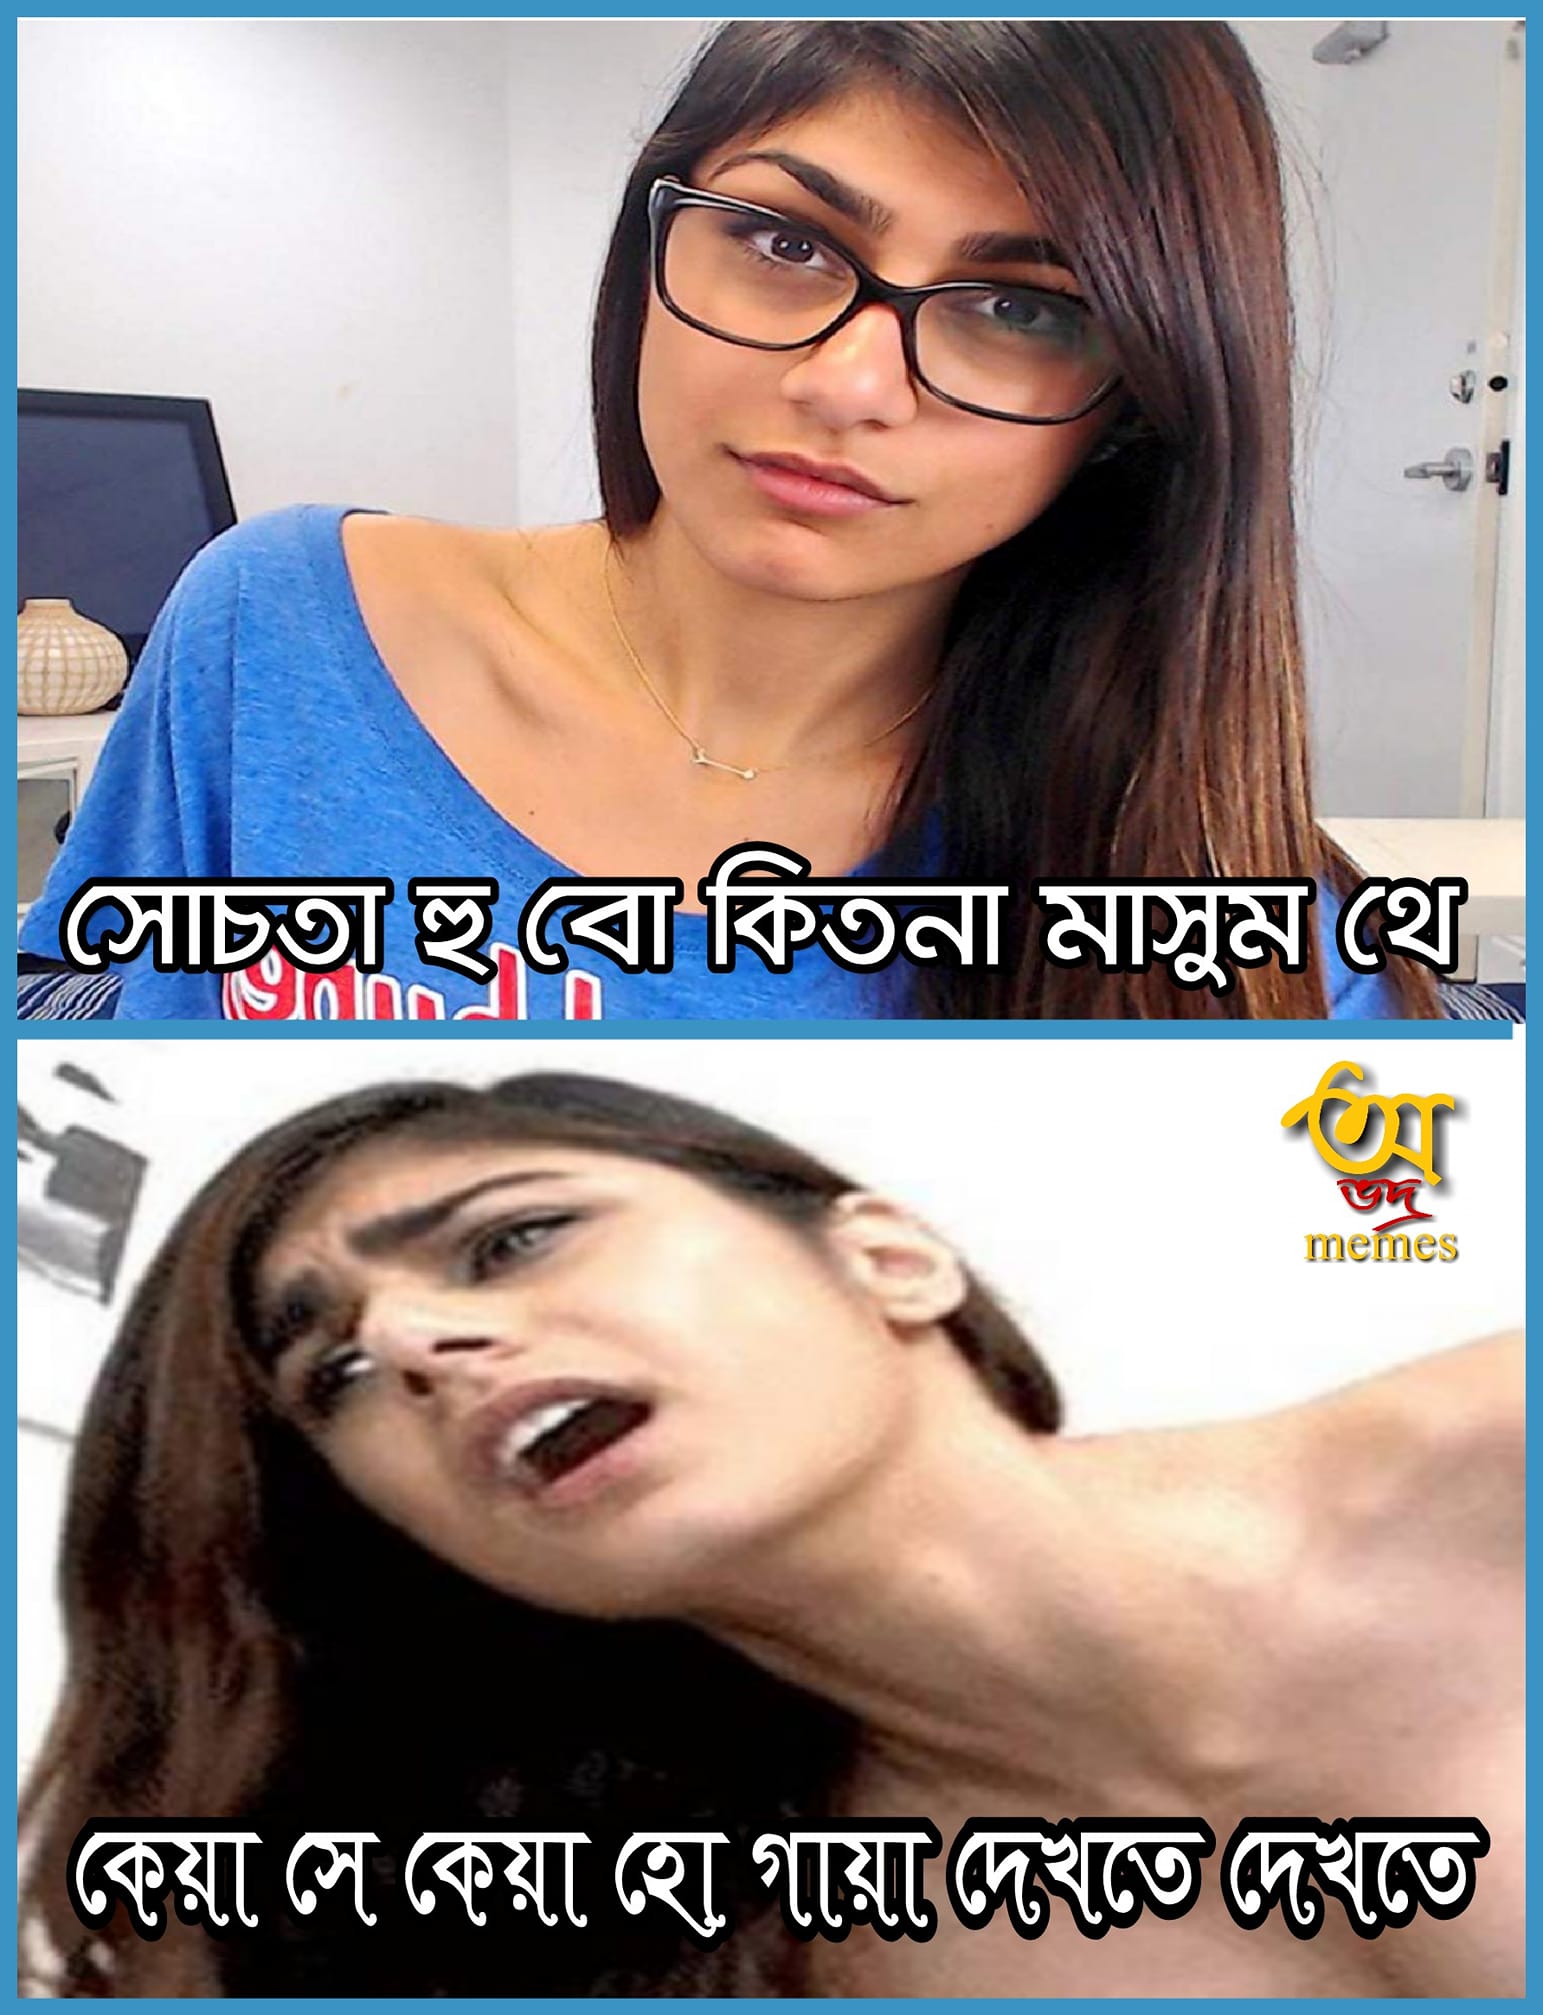 সোচতা হু বো কিতনা মাসুম থে
অ
ভদ্র
memes
কেয়া সে কেয়া হো গায়া দেখতে দেখতে